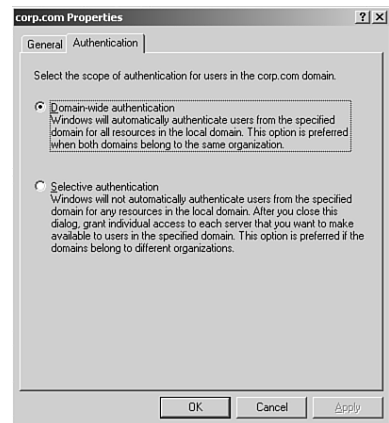 corp.com Properties
? X
General Authentication
Select the scope of authentication for users in the corp.com domain.
Domain-wide authentication
Windows will automatically authenticate users from the specified
domain for all resources in the local domain. This option is preferred
when both domains belong to the same organization.
Selective authentication
Windows will not automatically authenticate users from the specified
domain for any resources in the local domain. After you close this
dialog, grant individual access to each server that you want to make
available to users in the specified domain. This option is preferred if the
domains belong to different organizations.
OK Cancel Apply